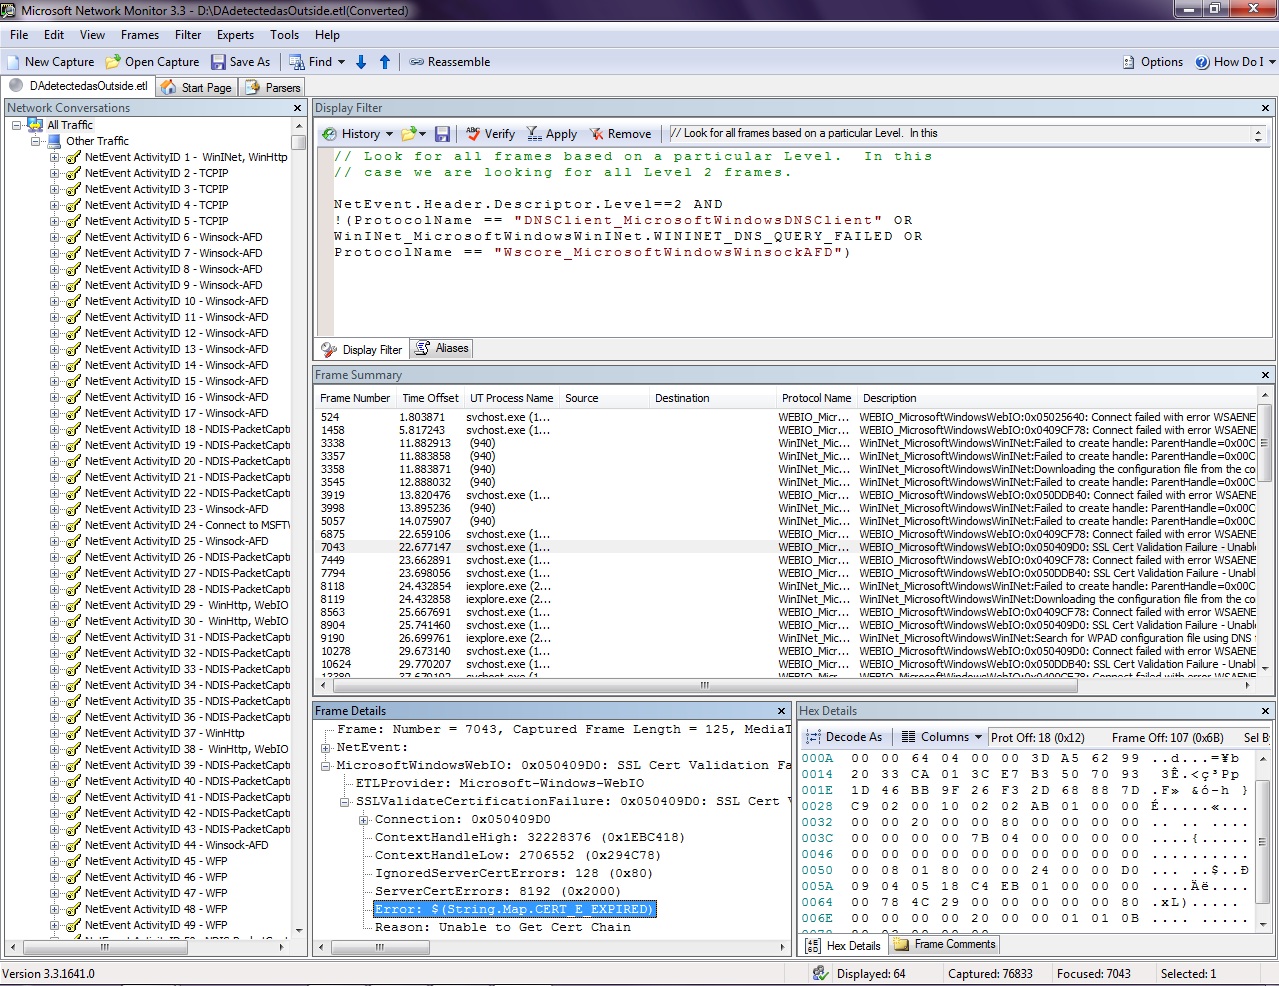 Microsoft Network Monitor 3.3 - D:\DAdetectedasOutside.etl(Converted)
File Edit View Frames Filter Experts Tools Help
New Capture Open Capture Save As Find Reassemble Options How Do I
DAdetectedasOutside.etl Start Page Parsers
Network Conversations
All Traffic
Other Traffic
NetEvent ActivityID 1 - WinINet, WinHttp
NetEvent ActivityID 2 - TCPIP
NetEvent ActivityID 3 - TCPIP
NetEvent ActivityID 4 - TCPIP
NetEvent ActivityID 5 - TCPIP
NetEvent ActivityID 6 - Winsock-AFD
NetEvent ActivityID 7 - Winsock-AFD
NetEvent ActivityID 8 - Winsock-AFD
NetEvent ActivityID 9 - Winsock-AFD
NetEvent ActivityID 10 - Winsock-AFD
NetEvent ActivityID 11 - Winsock-AFD
NetEvent ActivityID 12 - Winsock-AFD
NetEvent ActivityID 13 - Winsock-AFD
NetEvent ActivityID 14 - Winsock-AFD
NetEvent ActivityID 15 - Winsock-AFD
NetEvent ActivityID 16 - Winsock-AFD
NetEvent ActivityID 17 - Winsock-AFD
NetEvent ActivityID 18 - NDIS-PacketCapt
NetEvent ActivityID 19 - NDIS-PacketCapt
NetEvent ActivityID 20 - NDIS-PacketCapt
NetEvent ActivityID 21 - NDIS-PacketCapt
NetEvent ActivityID 22 - NDIS-PacketCapt
NetEvent ActivityID 23 - Winsock-AFD
NetEvent ActivityID 24 - Connect to MSFT
NetEvent ActivityID 25 - Winsock-AFD
NetEvent ActivityID 26 - NDIS-PacketCapt
NetEvent ActivityID 27 - NDIS-PacketCapt
NetEvent ActivityID 28 - NDIS-PacketCapt
NetEvent ActivityID 29 - WinHttp, WebIO
NetEvent ActivityID 30 - WinHttp, WebIO
NetEvent ActivityID 31 - NDIS-PacketCapt
NetEvent ActivityID 32 - NDIS-PacketCapt
NetEvent ActivityID 33 - NDIS-PacketCapt
NetEvent ActivityID 34 - NDIS-PacketCapt
NetEvent ActivityID 35 - NDIS-PacketCapt
NetEvent ActivityID 36 - NDIS-PacketCapt
NetEvent ActivityID 37 - WinHttp
NetEvent ActivityID 38 - WinHttp, WebIO
NetEvent ActivityID 39 - NDIS-PacketCapt
NetEvent ActivityID 40 - NDIS-PacketCapt
NetEvent ActivityID 41 - NDIS-PacketCapt
NetEvent ActivityID 42 - NDIS-PacketCapt
NetEvent ActivityID 43 - NDIS-PacketCapt
NetEvent ActivityID 44 - Winsock-AFD
NetEvent ActivityID 45 - WFP
NetEvent ActivityID 46 - WFP
NetEvent ActivityID 47 - WFP
NetEvent ActivityID 48 - WFP
NetEvent ActivityID 49 - WFP
Display Filter
History Verify Apply Remove // Look for all frames based on a particular Level. In this
// Look for all frames based on a particular Level. In this
// case we are looking for all Level 2 frames.
NetEvent.Header.Descriptor.Level==2 AND
!(ProtocolName == "DNSClient_MicrosoftWindowsDNSClient" OR
WinINet_MicrosoftWindowsWinINet.WININET_DNS_QUERY_FAILED OR
ProtocolName == "Wscore_MicrosoftWindowsWinsockAFD")
Display Filter Aliases
Frame Summary
Frame Number Time Offset UT Process Name Source Destination Protocol Name Description
524 1.803871 svchost.exe (1... WEBIO_Micr... WEBIO_MicrosoftWindowsWebIO:0x05025640: Connect failed with error WSAENE
1458 5.817243 svchost.exe (1... WEBIO_Micr... WEBIO_MicrosoftWindowsWebIO:0x0409CF78: Connect failed with error WSAENE
3338 11.882913 (940) WinINet_Mic... WinINet_MicrosoftWindowsWinINet:Failed to create handle: ParentHandle=0x00C
3357 11.883858 (940) WinINet_Mic... WinINet_MicrosoftWindowsWinINet:Failed to create handle: ParentHandle=0x00C
3358 11.883871 (940) WinINet_Mic... WinINet_MicrosoftWindowsWinINet:Downloading the configuration file from the co
3545 12.888032 (940) WinINet_Mic... WinINet_MicrosoftWindowsWinINet:Failed to create handle: ParentHandle=0x00C
3919 13.820476 svchost.exe (1... WEBIO_Micr... WEBIO_MicrosoftWindowsWebIO:0x050DDB40: Connect failed with error WSAENE
3998 13.895236 (940) WinINet_Mic... WinINet_MicrosoftWindowsWinINet:Failed to create handle: ParentHandle=0x00C
5057 14.075907 (940) WinINet_Mic... WinINet_MicrosoftWindowsWinINet:Failed to create handle: ParentHandle=0x00C
6875 22.659106 svchost.exe (1... WEBIO_Micr... WEBIO_MicrosoftWindowsWebIO:0x0409CF78: Connect failed with error WSAENE
7043 22.677147 svchost.exe (1... WEBIO_Micr... WEBIO_MicrosoftWindowsWebIO:0x050409D0: SSL Cert Validation Failure - Unable
7449 23.662891 svchost.exe (1... WEBIO_Micr... WEBIO_MicrosoftWindowsWebIO:0x0409CF78: Connect failed with error WSAENE
7794 23.698056 svchost.exe (1... WEBIO_Micr... WEBIO_MicrosoftWindowsWebIO:0x050DDB40: SSL Cert Validation Failure - Unabl
8118 24.432854 iexplore.exe (2... WinINet_Mic... WinINet_MicrosoftWindowsWinINet:Failed to create handle: ParentHandle=0x00C
8119 24.432858 iexplore.exe (2... WinINet_Mic... WinINet_MicrosoftWindowsWinINet:Downloading the configuration file from the co
8563 25.667691 svchost.exe (1... WEBIO_Micr... WEBIO_MicrosoftWindowsWebIO:0x0409CF78: Connect failed with error WSAENE
8904 25.741460 svchost.exe (1... WEBIO_Micr... WEBIO_MicrosoftWindowsWebIO:0x050409D0: SSL Cert Validation Failure - Unable
9190 26.699761 iexplore.exe (2... WinINet_Mic... WinINet_MicrosoftWindowsWinINet:Search for WPAD configuration file using DNS
10278 29.673140 svchost.exe (1... WEBIO_Micr... WEBIO_MicrosoftWindowsWebIO:0x050409D0: Connect failed with error WSAENE
10624 29.770207 svchost.exe (1... WEBIO_Micr... WEBIO_MicrosoftWindowsWebIO:0x050DDB40: SSL Cert Validation Failure - Unabl
Frame Details
Frame: Number = 7043, Captured Frame Length = 125, MediaT
NetEvent:
MicrosoftWindowsWebIO: 0x050409D0: SSL Cert Validation Fa
ETLProvider: Microsoft-Windows-WebIO
SSLValidateCertificationFailure: 0x050409D0: SSL Cert V
Connection: 0x050409D0
ContextHandleHigh: 32228376 (0x1EBC418)
ContextHandleLow: 2706552 (0x294C78)
IgnoredServerCertErrors: 128 (0x80)
ServerCertErrors: 8192 (0x2000)
Error: $(String.Map.CERT_E_EXPIRED)
Reason: Unable to Get Cert Chain
Hex Details
Decode As Columns Prot Off: 18 (0x12) Frame Off: 107 (0x6B) Sel B
000A 00 00 64 04 00 00 3D A5 62 99 ..d...=¥b
0014 20 33 CA 01 3C E7 B3 50 70 93 3Ê.<ç³Pp
001E 1D 46 BB 9F 26 F3 2D 68 88 7D .F» &ó-h }
0028 C9 02 00 10 02 02 AB 01 00 00 É.....«...
0032 00 00 20 00 00 80 00 00 00 00 .. .. ....
003C 00 00 00 00 7B 04 00 00 00 00 ....{.....
0046 00 00 00 00 00 00 00 00 00 00 ..........
0050 00 08 01 80 00 00 24 00 00 D0 ... ..$..Ð
005A 09 04 05 18 C4 EB 01 00 00 00 ....Äë....
0064 00 78 4C 29 00 00 00 00 00 80 .xL).....
006E 00 00 00 00 20 00 00 01 01 0B .... .....
Hex Details Frame Comments
Version 3.3.1641.0 Displayed: 64 Captured: 76833 Focused: 7043 Selected: 1